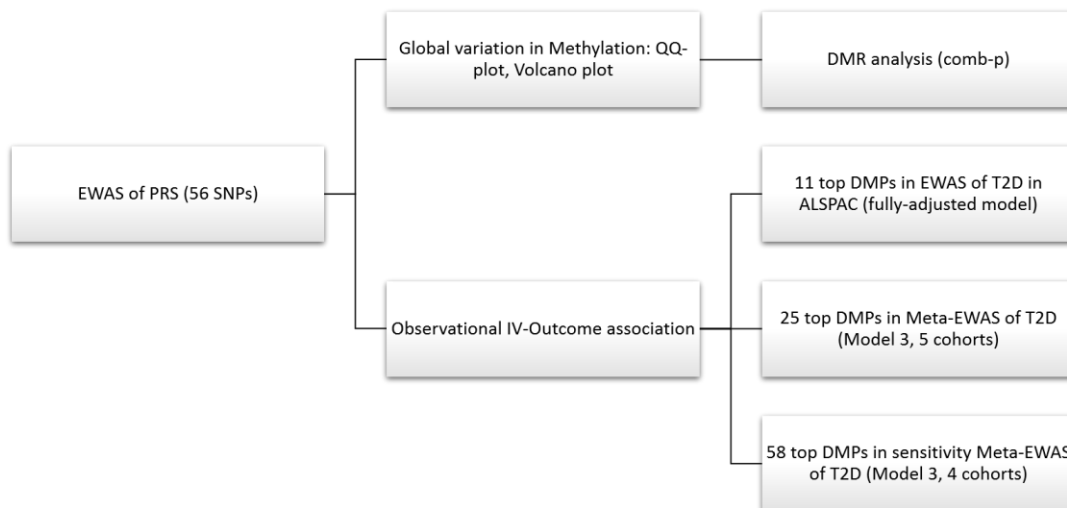 Global variation in Methylation: QQ-
plot, Volcano plot
DMR analysis (comb-p)
EWAS of PRS (56 SNPs)
11 top DMPs in EWAS of T2D in
ALSPAC (fully-adjusted model)
Observational IV-Outcome association
25 top DMPs in Meta-EWAS of T2D
(Model 3, 5 cohorts)
58 top DMPs in sensitivity Meta-EWAS
of T2D (Model 3, 4 cohorts)